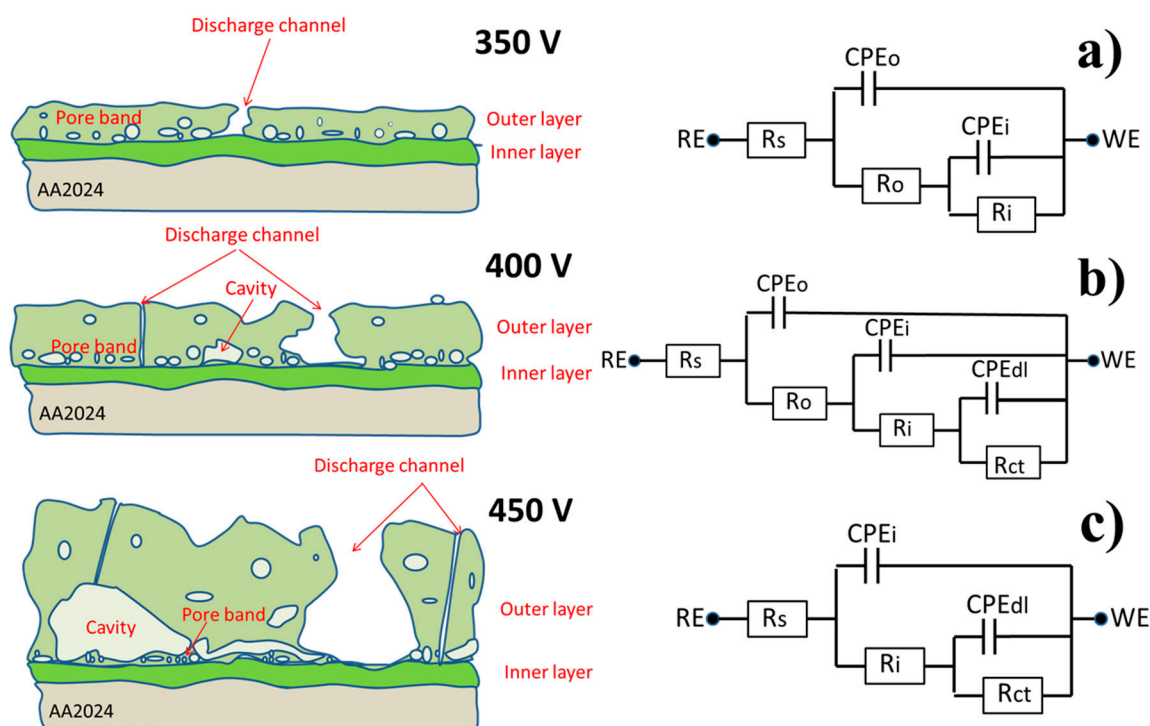 Discharge channel
350 V
Pore band
Outer layer
Inner layer
AA2024
a)
CPEo
CPEi
RE
Rs
WE
Ro
Ri
Discharge channel
400 V
Cavity
Pore band
Outer layer
Inner layer
AA2024
b)
CPEo
CPEi
CPEdl
RE
Rs
WE
Ro
Ri
Rct
Discharge channel
450 V
Pore band
Cavity
Outer layer
Inner layer
AA2024
c)
CPEi
CPEdl
RE
Rs
WE
Ri
Rct